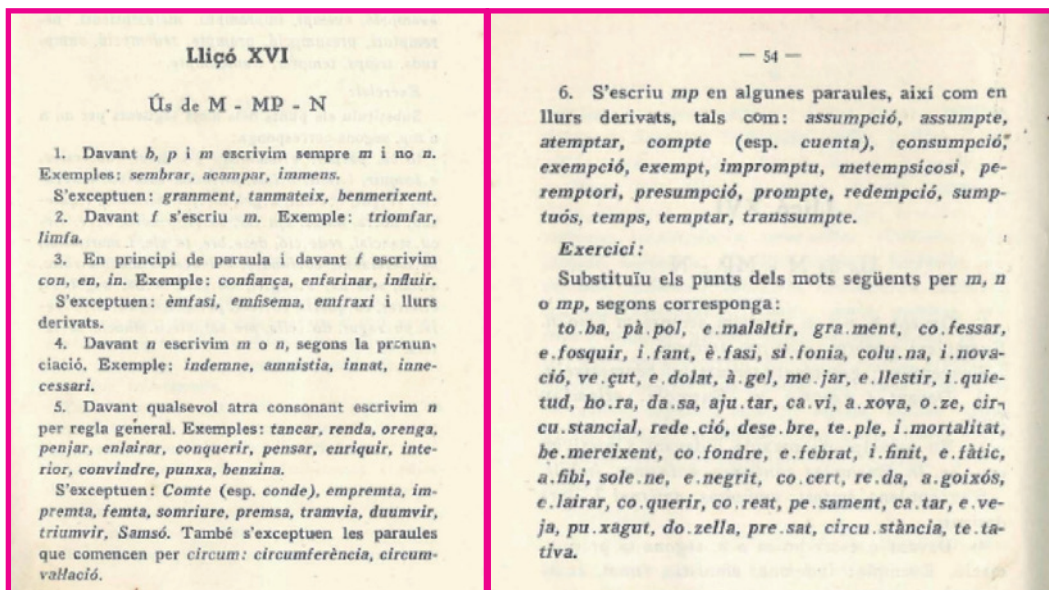 Lliçó XVI
Ús de M - MP - N
1. Davant b, p i m escrivim sempre m i no n.
Exemples: sembrar, acampar, immens.
S'exceptuen: granment, tanmateix, benmerixent.
2. Davant f s'escriu m. Exemple: triomfar,
limfa.
3. En principi de paraula i davant f escrivim
con, en, in. Exemple: confiança, enfarinar, influir.
S'exceptuen: èmfasi, emfisema, emfraxi i llurs
derivats.
4. Davant n escrivim m o n, segons la pronun-
ciació. Exemple: indemne, amnistia, innat, inne-
cessari.
5. Davant qualsevol atra consonant escrivim n
per regla general. Exemples: tancar, renda, orenga,
penjar, enlairar, conquerir, pensar, enriquir, inte-
rior, convindre, punxa, benzina.
S'exceptuen: Comte (esp. conde), empremta, im-
premta, femta, somriure, premsa, tramvia, duumvir,
triumvir, Samsó. També s'exceptuen les paraules
que comencen per circum: circumferència, circum-
val·lació.
— 54 —
6. S'escriu mp en algunes paraules, així com en
llurs derivats, tals com: assumpció, assumpte,
atemptar, compte (esp. cuenta), consumpció,
exempció, exempt, impromptu, metempsicosi, pe-
remptori, presumpció, prompte, redempció, sump-
tuós, temps, temptar, transsumpte.
Exercici:
Substituïu els punts dels mots següents per m, n
o mp, segons corresponga:
to.ba, pà.pol, e.malaltir, gra.ment, co.fessar,
e.fosquir, i.fant, è.fasi, si.fonia, colu.na, i.nova-
ció, ve.çut, e.dolat, à.gel, me.jar, e.llestir, i.quie-
tud, ho.ra, da.sa, aju.tar, ca.vi, a.xova, o.ze, cir-
cu.stancial, rede.ció, dese.bre, te.ple, i.mortalitat,
be.mereixent, co.fondre, e.febrat, i.finit, e.fàtic,
a.fibi, sole.ne, e.negrit, co.cert, re.da, a.goixós,
e.lairar, co.querir, co.reat, pe.sament, ca.tar, e.ve-
ja, pu.xagut, do.zella, pre.sat, circu.stància, te.ta-
tiva.